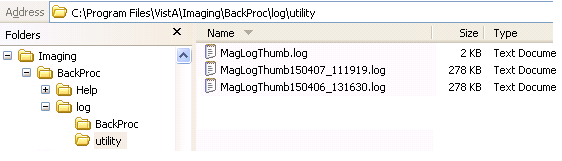 Address C:\Program Files\VistA\Imaging\BackProc\log\utility
Folders
Imaging
BackProc
Help
log
BackProc
utility
Name Size Type
MagLogThumb.log 2 KB Text Docume
MagLogThumb150407_111919.log 278 KB Text Docume
MagLogThumb150406_131630.log 278 KB Text Docume